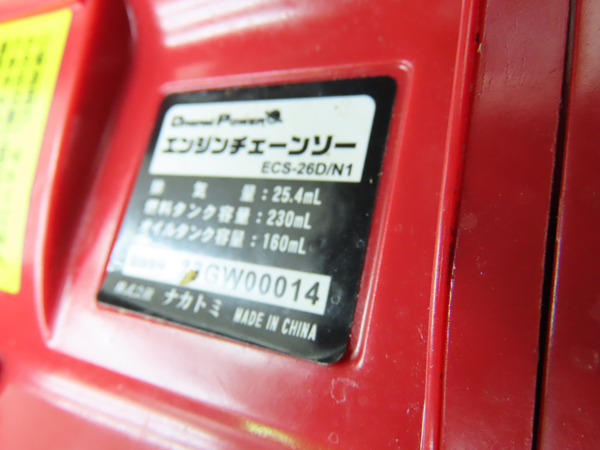 エンジンチェーンソー
ECS-26D/N1
排 気 量：25.4mL
燃料タンク容量：230mL
オイルタンク容量：160mL
GW00014
株式会社 ナカトミ MADE IN CHINA